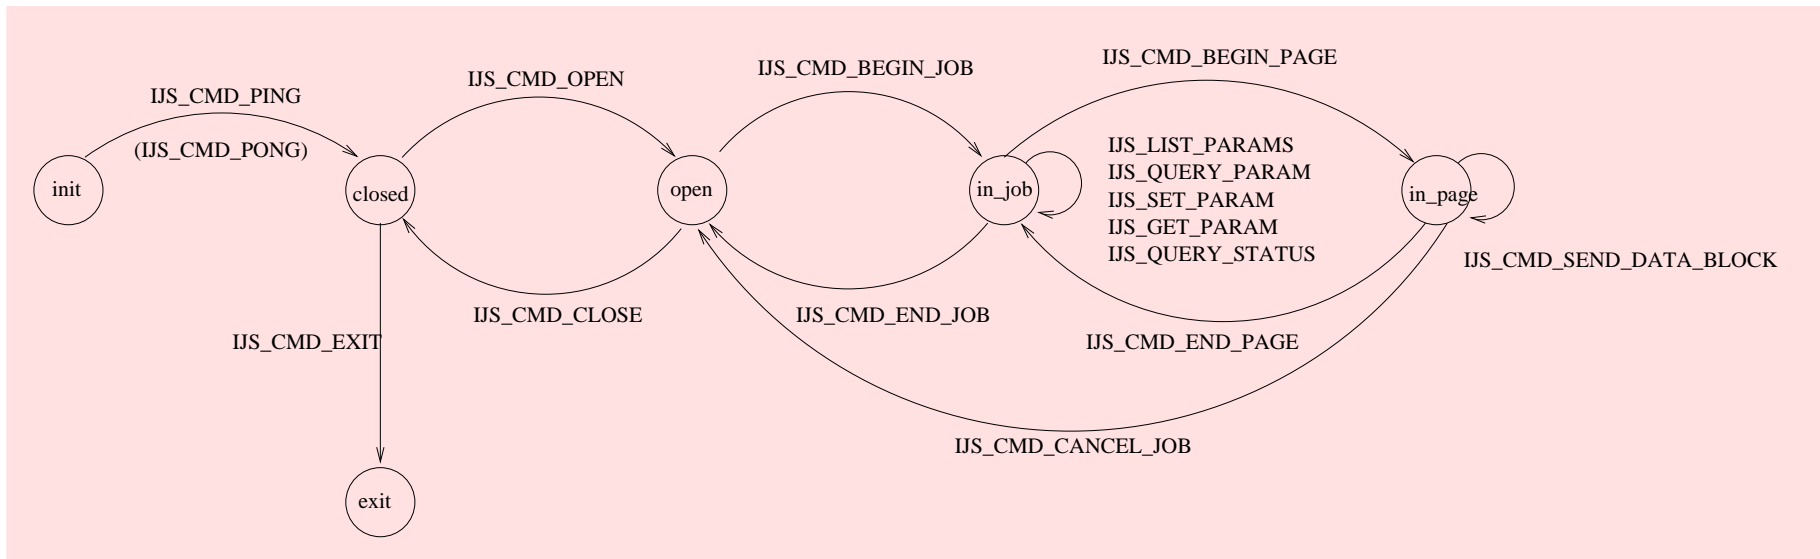 IJS_CMD_BEGIN_PAGE
IJS_CMD_BEGIN_JOB
IJS_CMD_OPEN
IJS_CMD_PING
(IJS_CMD_PONG)
IJS_LIST_PARAMS
IJS_QUERY_PARAM
IJS_SET_PARAM
IJS_GET_PARAM
IJS_QUERY_STATUS
init
closed
open
in_job
in_page
IJS_CMD_SEND_DATA_BLOCK
IJS_CMD_CLOSE
IJS_CMD_END_JOB
IJS_CMD_EXIT
IJS_CMD_END_PAGE
IJS_CMD_CANCEL_JOB
exit